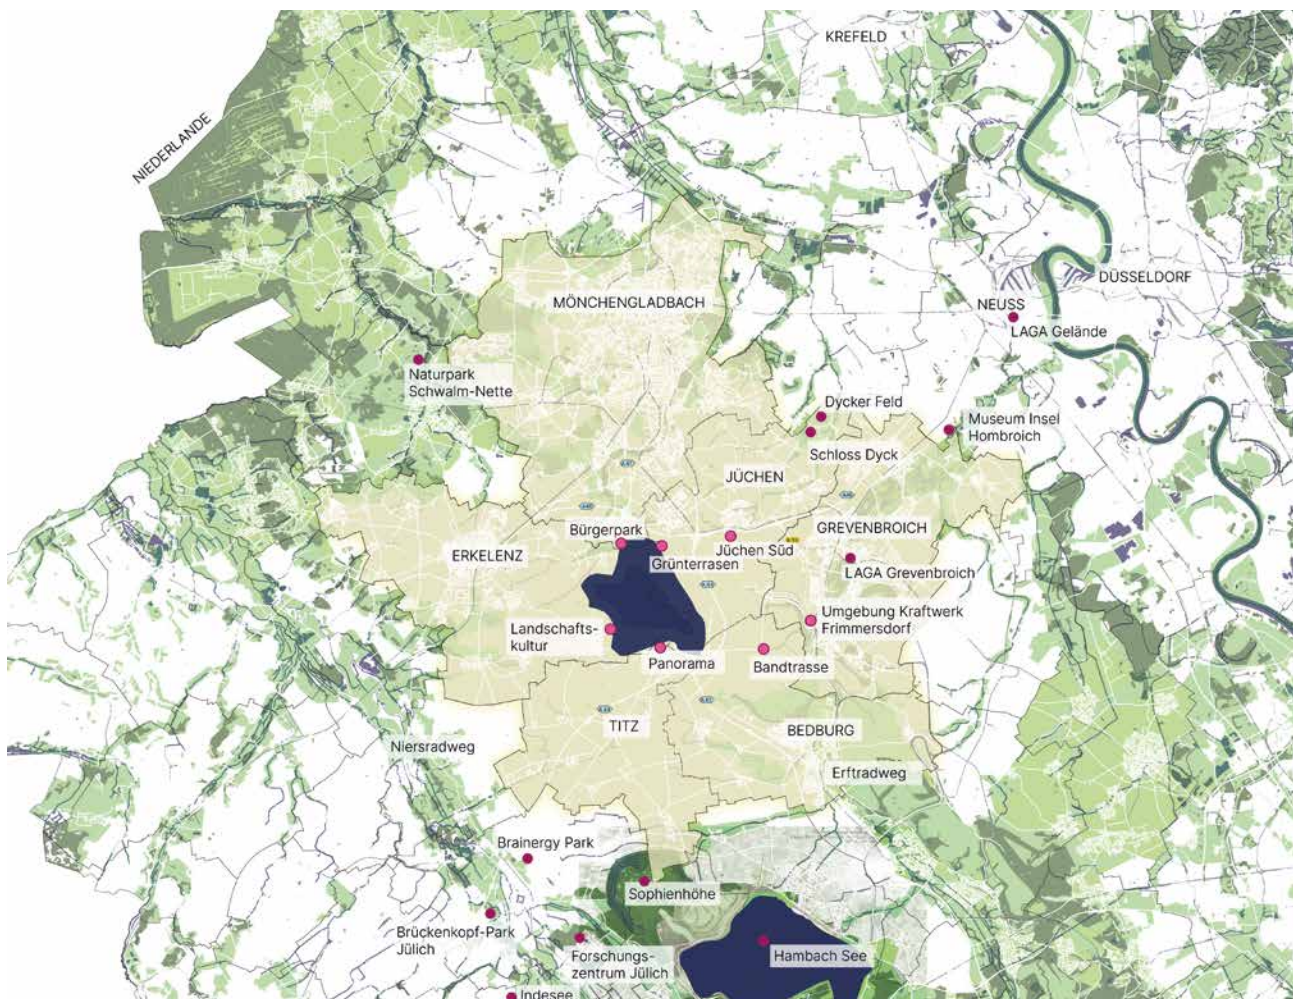 KREFELD
NIEDERLANDE
DÜSSELDORF
MÖNCHENGLADBACH
NEUSS
LAGA Gelände
Naturpark
Schwalm-Nette
Dycker Feld
Museum Insel
Hombroich
Schloss Dyck
JÜCHEN
Bürgerpark
GREVENBROICH
ERKELENZ
Jüchen Süd
Grünterrasen
LAGA Grevenbroich
Umgebung Kraftwerk
Frimmersdorf
Landschafts-
kultur
Panorama
Bandtrasse
TITZ
BEDBURG
Niersradweg
Erftradweg
Brainergy Park
Sophienhöhe
Brückenkopf-Park
Jülich
Forschungs-
zentrum Jülich
Hambach See
Indesee